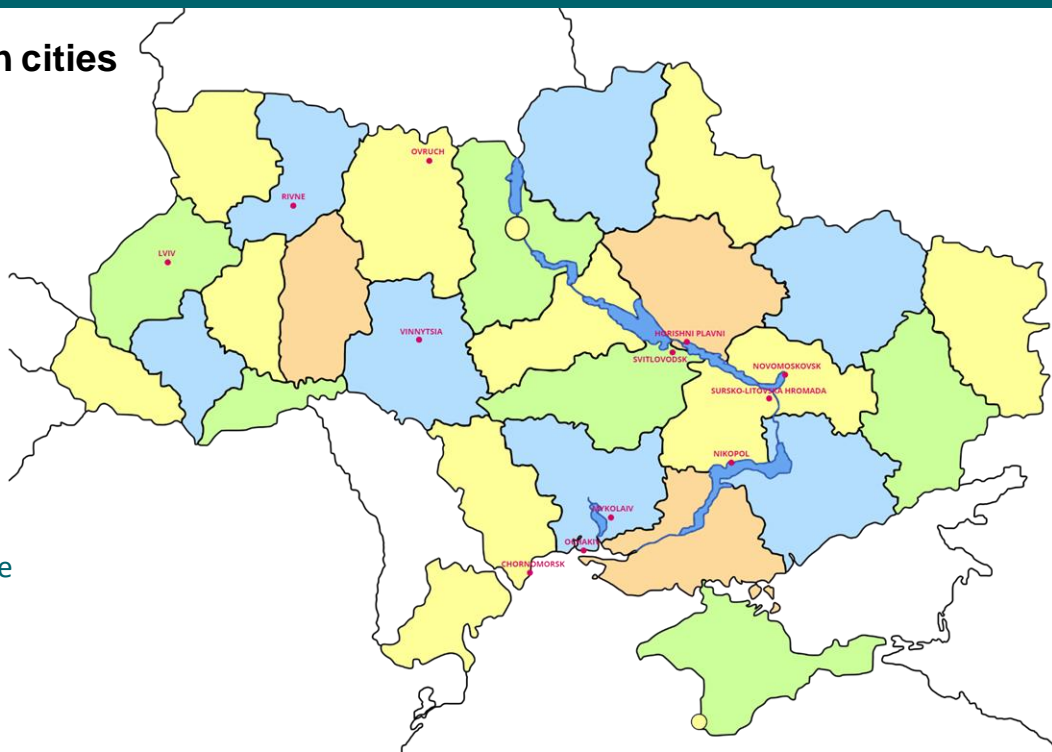 n cities
OVRUCH
RIVNE
LVIV
VINNYTSIA
HORISHNI PLAVNI
SVITLOVODSK
NOVOMOSKOVSK
SURSKO-LITOVSKA HROMADA
NIKOPOL
MYKOLAIV
OCHAKIV
CHORNOMORSK
e